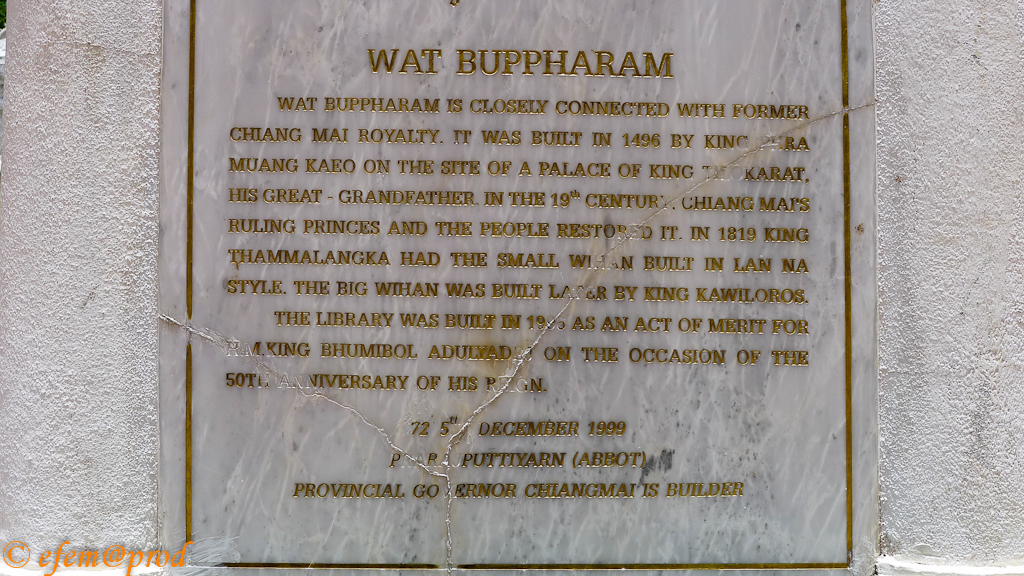 WAT BUPPHARAM
WAT BUPPHARAM IS CLOSELY CONNECTED WITH FORMER
CHIANG MAI ROYALTY. IT WAS BUILT IN 1496 BY KING
MUANG KAEO ON THE SITE OF A PALACE OF KING
HIS GREAT - GRANDFATHER. IN THE 19th CENTURY, CHIANG MAI'S
RULING PRINCES AND THE PEOPLE RESTORED IT. IN 1819 KING
THAMMALANGKA HAD THE SMALL WIHAN BUILT IN LAN NA
STYLE. THE BIG WIHAN WAS BUILT LATER BY KING KAWILOROS.
THE LIBRARY WAS BUILT IN AS AN ACT OF MERIT FOR
H.M.KING BHUMIBOL ADULYADEJ ON THE OCCASION OF THE
50TH ANNIVERSARY OF HIS REIGN.
72 5th DECEMBER 1999
PUTTIYARN (ABBOT)
PROVINCIAL GOVERNOR CHIANGMAI IS BUILDER
© efem@prod